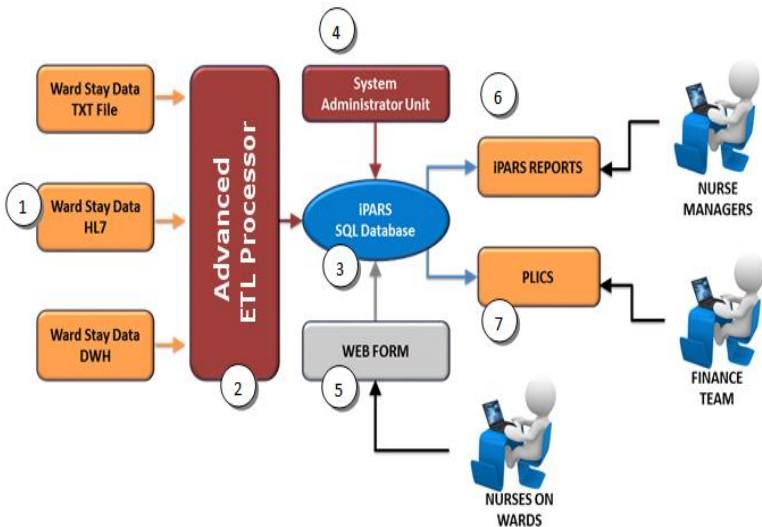 4
System
Administrator Unit
Ward Stay Data
TXT File
6
iPARS REPORTS
NURSE
MANAGERS
1
Ward Stay Data
HL7
Advanced
ETL Processor
iPARS
SQL Database
3
PLICS
7
Ward Stay Data
DWH
2
WEB FORM
5
FINANCE
TEAM
NURSES ON
WARDS